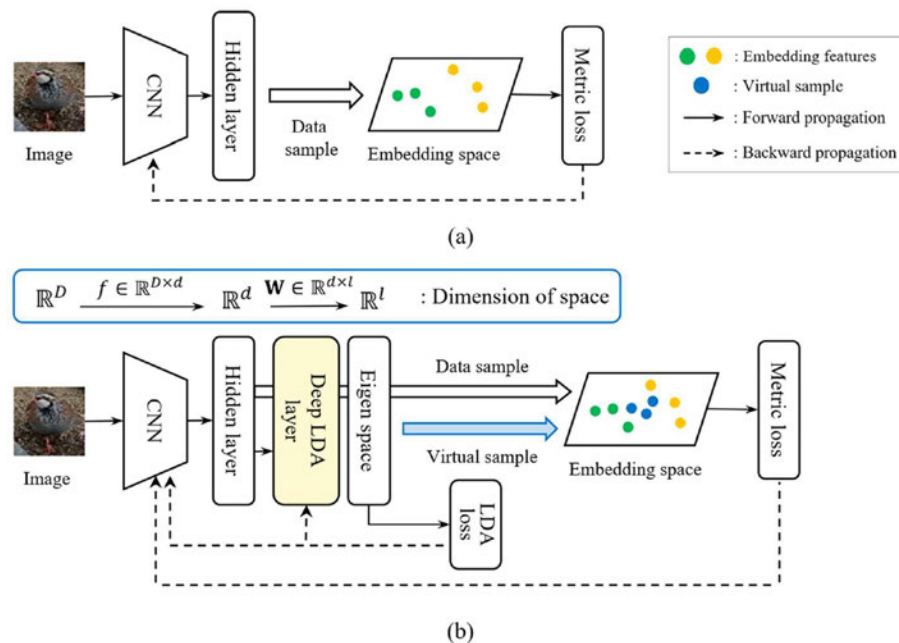 CNN
Hidden layer
Image
Data
sample
Embedding space
Metric loss
: Embedding features
: Virtual sample
: Forward propagation
: Backward propagation
(a)
ℝ^D f ∈ ℝ^{D×d} ℝ^d W ∈ ℝ^{d×l} ℝ^l : Dimension of space
CNN
Hidden layer
Deep LDA
layer
Eigen space
Image
Data sample
Virtual sample
LDA
loss
Embedding space
Metric loss
(b)